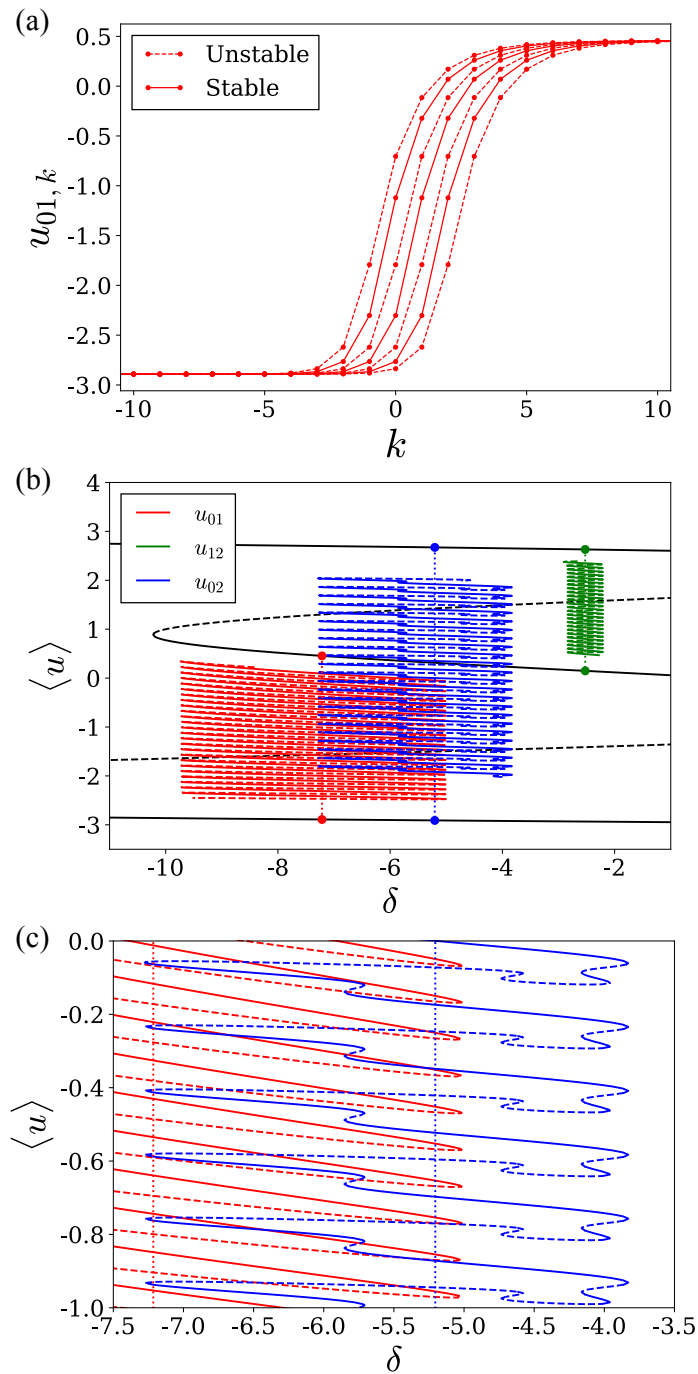 (a)
0.5
0.0
-0.5
-1.0
-1.5
-2.0
-2.5
-3.0
Unstable
Stable
u01, k
-10
-5
0
5
10
k
(b)
4
3
2
1
0
-1
-2
-3
u01
u12
u02
⟨u⟩
-10
-8
-6
-4
-2
δ
(c)
0.0
-0.2
-0.4
-0.6
-0.8
-1.0
⟨u⟩
-7.5
-7.0
-6.5
-6.0
-5.5
-5.0
-4.5
-4.0
-3.5
δ